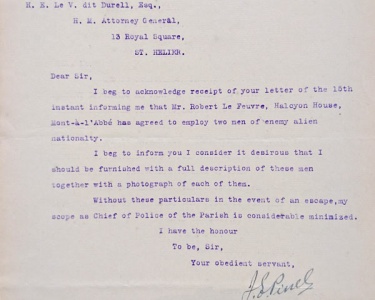 H. E. Le V. dit Durell, Esq.,
H. M. Attorney General,
13 Royal Square,
ST. HELIER.
Dear Sir,
I beg to acknowledge receipt of your letter of the 15th
instant informing me that Mr. Robert Le Feuvre, Halcyon House,
Mont-à-l'Abbé has agreed to employ two men of enemy alien
nationalty.
I beg to inform you I consider it desirous that I
should be furnished with a full description of these men
together with a photograph of each of them.
Without these particulars in the event of an escape,my
scope as Chief of Police of the Parish is considerable minimized.
I have the honour
To be, Sir,
Your obedient servant,